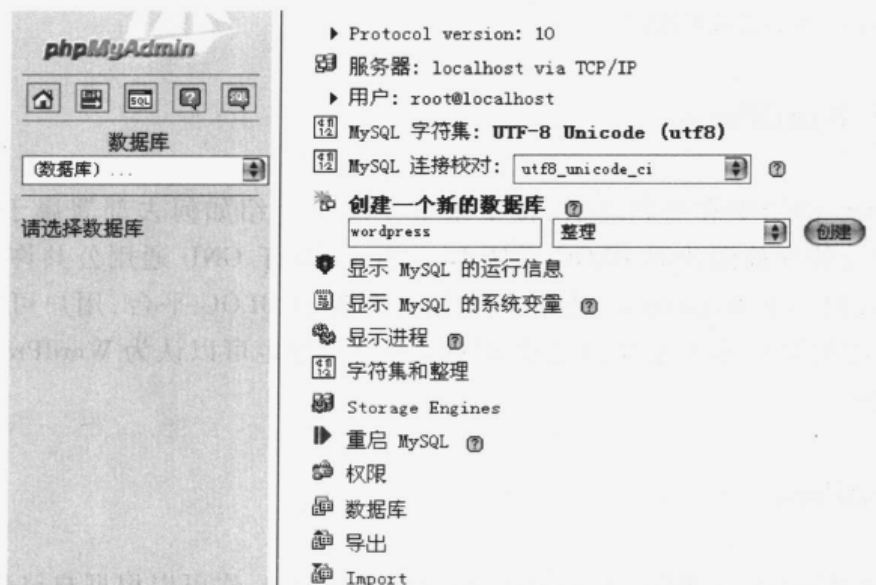 phpMyAdmin
SQL
SQL
数据库
(数据库) ...
请选择数据库
Protocol version: 10
服务器: localhost via TCP/IP
用户: root@localhost
MySQL 字符集: UTF-8 Unicode (utf8)
MySQL 连接校对: utf8_unicode_ci
创建一个新的数据库
wordpress 整理 创建
显示 MySQL 的运行信息
显示 MySQL 的系统变量
显示进程
字符集和整理
Storage Engines
重启 MySQL
权限
数据库
导出
Import